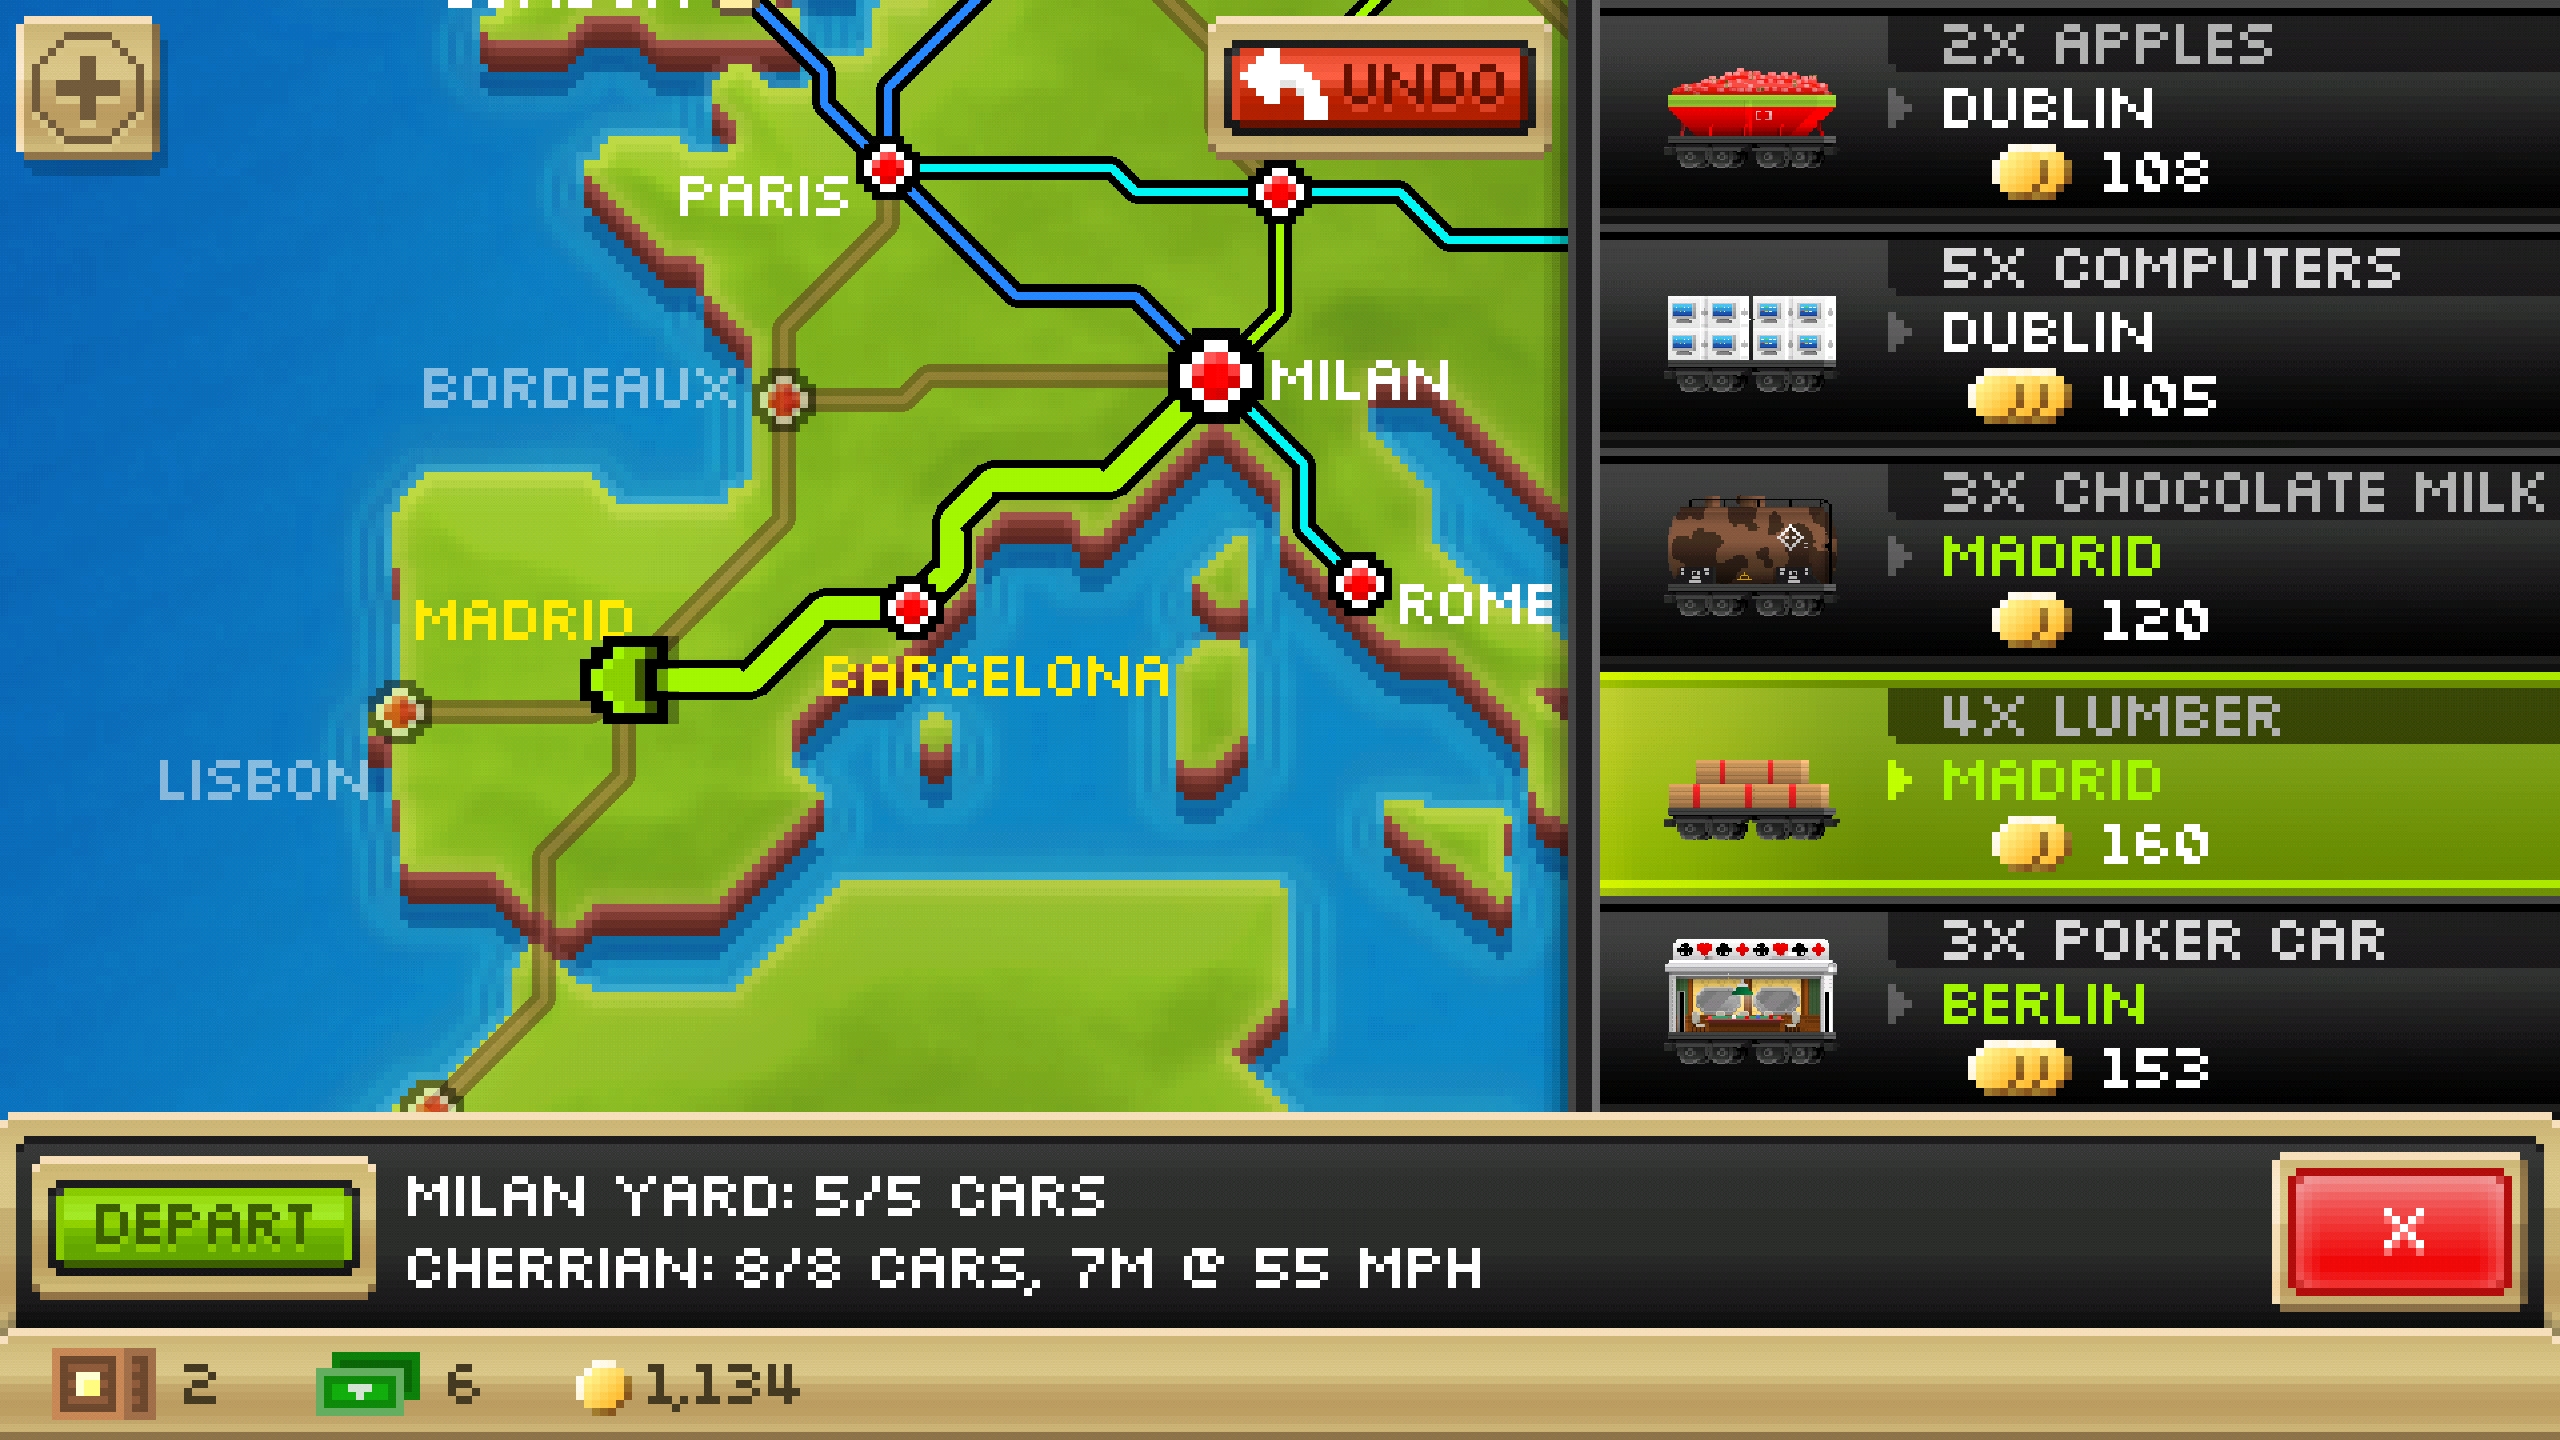 UNDO
PARIS
BORDEAUX
MILAN
MADRID
ROME
BARCELONA
LISBON
2X APPLES
DUBLIN
108
5X COMPUTERS
DUBLIN
405
3X CHOCOLATE MILK
MADRID
120
4X LUMBER
MADRID
160
3X POKER CAR
BERLIN
153
DEPART
MILAN YARD: 5/5 CARS
CHERRIAN: 8/8 CARS, 7M @ 55 MPH
X
2
6
1,134